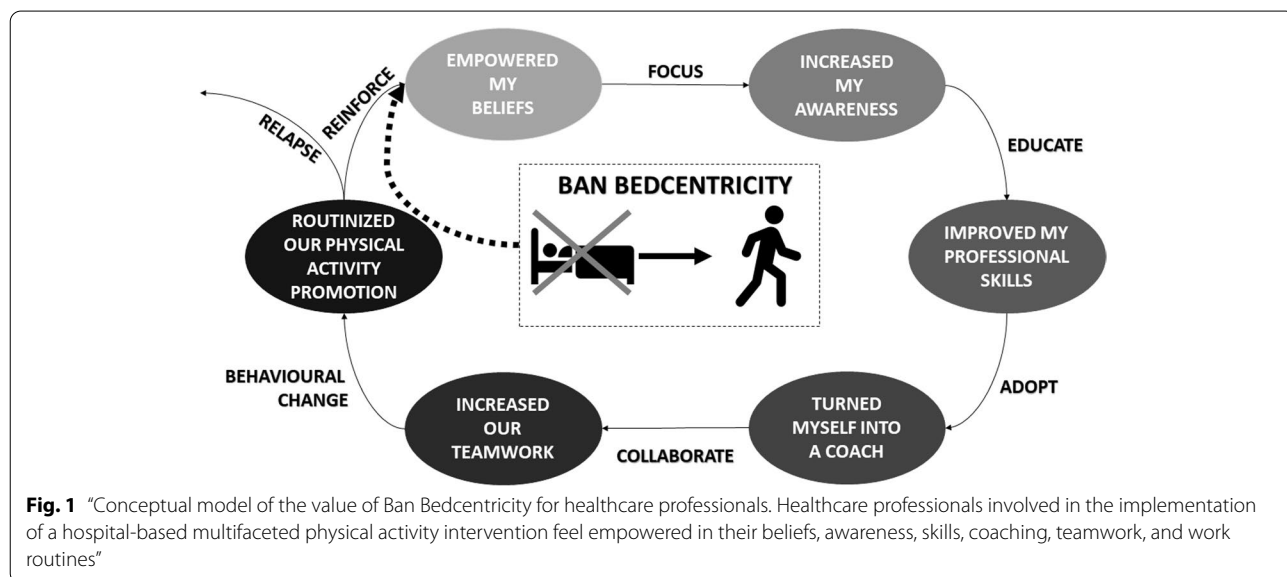 EMPOWERED
MY
BELIEFS
FOCUS
INCREASED
MY
AWARENESS
EDUCATE
IMPROVED MY
PROFESSIONAL
SKILLS
ADOPT
TURNED
MYSELF INTO
A COACH
COLLABORATE
INCREASED
OUR
TEAMWORK
BEHAVIOURAL
CHANGE
ROUTINIZED
OUR PHYSICAL
ACTIVITY
PROMOTION
REINFORCE
RELAPSE
BAN BEDCENTRICITY
Fig. 1 "Conceptual model of the value of Ban Bedcentricity for healthcare professionals. Healthcare professionals involved in the implementation
of a hospital-based multifaceted physical activity intervention feel empowered in their beliefs, awareness, skills, coaching, teamwork, and work
routines"